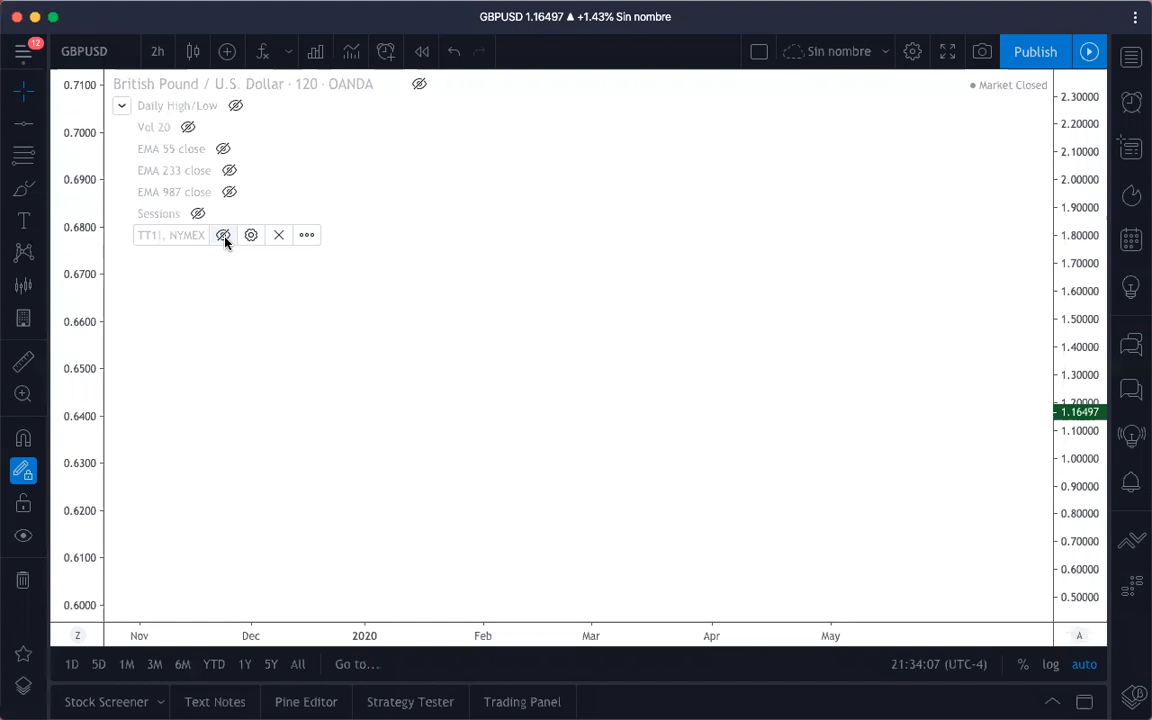 GBPUSD 1.16497 ▲ +1.43% Sin nombre
12
GBPUSD 2h
Sin nombre
Publish
British Pound / U.S. Dollar · 120 · OANDA
Market Closed
Daily High/Low
Vol 20
EMA 55 close
EMA 233 close
EMA 987 close
Sessions
TT1!, NYMEX
0.7100
0.7000
0.6900
0.6800
0.6700
0.6600
0.6500
0.6400
0.6300
0.6200
0.6100
0.6000
2.30000
2.20000
2.10000
2.00000
1.90000
1.80000
1.70000
1.60000
1.50000
1.40000
1.30000
1.20000
1.16497
1.10000
1.00000
0.90000
0.80000
0.70000
0.60000
0.50000
Z Nov Dec 2020 Feb Mar Apr May A
1D 5D 1M 3M 6M YTD 1Y 5Y All Go to... 21:34:07 (UTC-4) % log auto
Stock Screener Text Notes Pine Editor Strategy Tester Trading Panel